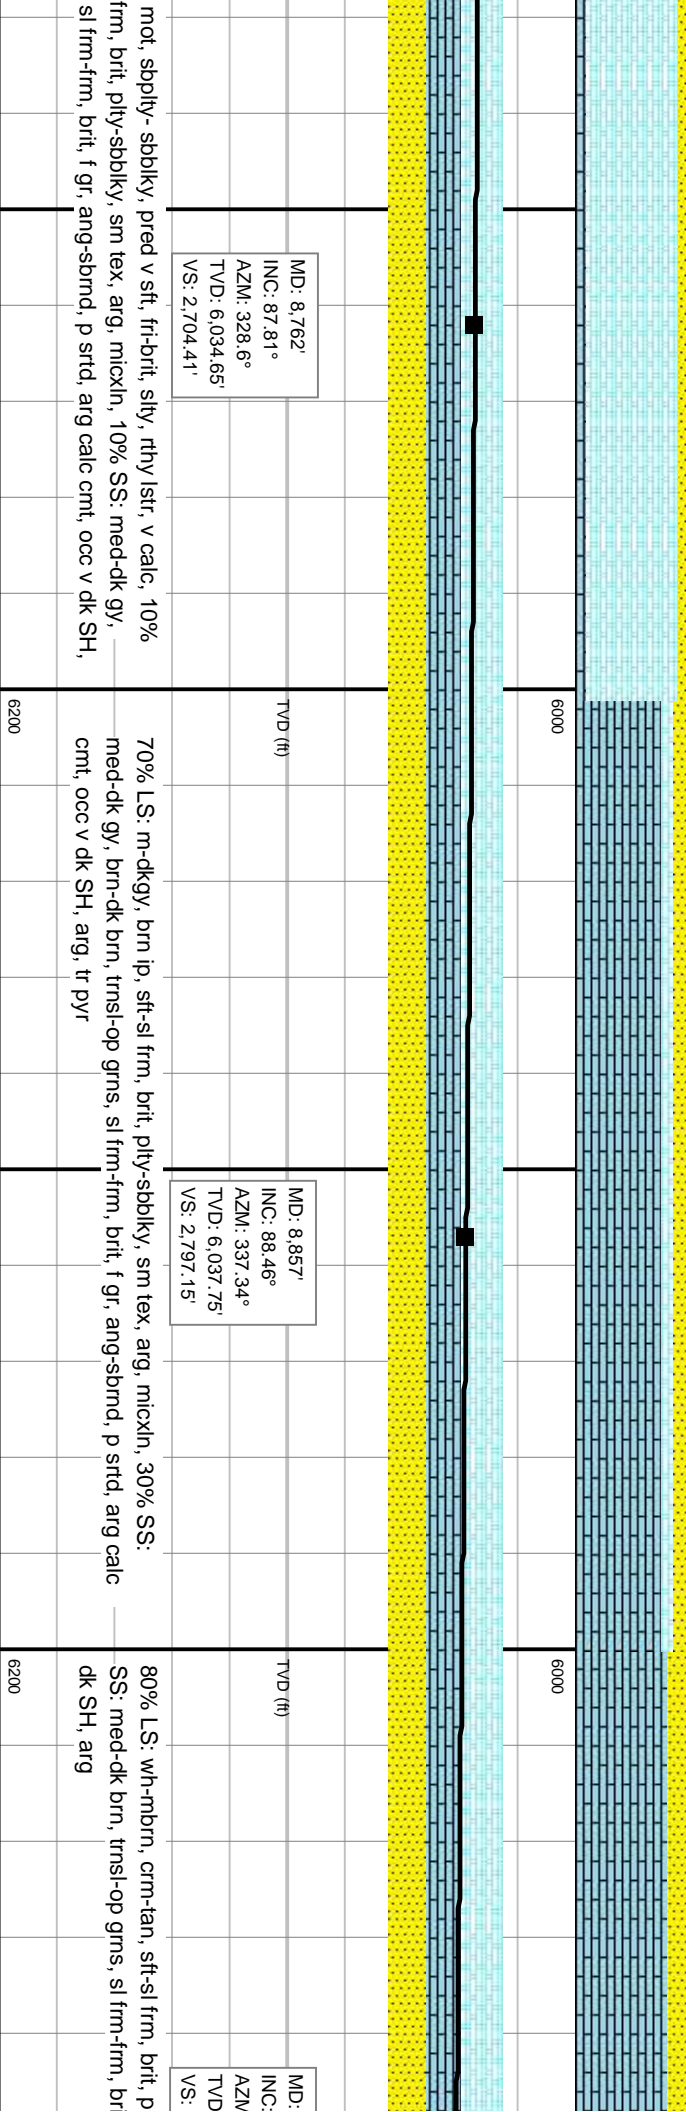 mot, sbplty- sbblky, pred v sft, fri-brit, slty, rthy lstr, v calc, 10%
frm, brit, plty-sbblky, sm tex, arg, micxln, 10% SS: med-dk gy,
sl frm-frm, brit, f gr, ang-sbrnd, p srtd, arg calc cmt, occ v dk SH,
MD: 8,762'
INC: 87.81°
AZM: 328.6°
TVD: 6,034.65'
VS: 2,704.41'
6000
TVD (ft)
6200
70% LS: m-dkgy, brn ip, sft-sl frm, brit, plty-sbblky, sm tex, arg, micxln, 30% SS:
med-dk gy, brn-dk brn, trnsl-op grns, sl frm-frm, brit, f gr, ang-sbrnd, p srtd, arg calc
cmt, occ v dk SH, arg, tr pyr
MD: 8,857'
INC: 88.46°
AZM: 337.34°
TVD: 6,037.75'
VS: 2,797.15'
6000
TVD (ft)
6200
80% LS: wh-mbrn, crm-tan, sft-sl frm, brit, p
SS: med-dk brn, trnsl-op grns, sl frm-frm, bri
dk SH, arg
MD:
INC:
AZM
TVD
VS: